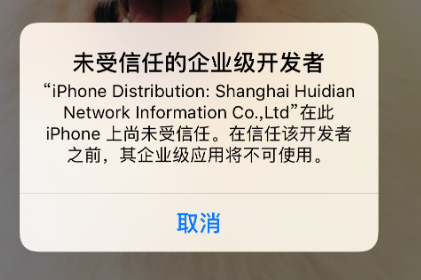 未受信任的企业级开发者
“iPhone Distribution: Shanghai Huidian
Network Information Co.,Ltd”在此
iPhone 上尚未受信任。在信任该开发者
之前，其企业级应用将不可使用。
取消